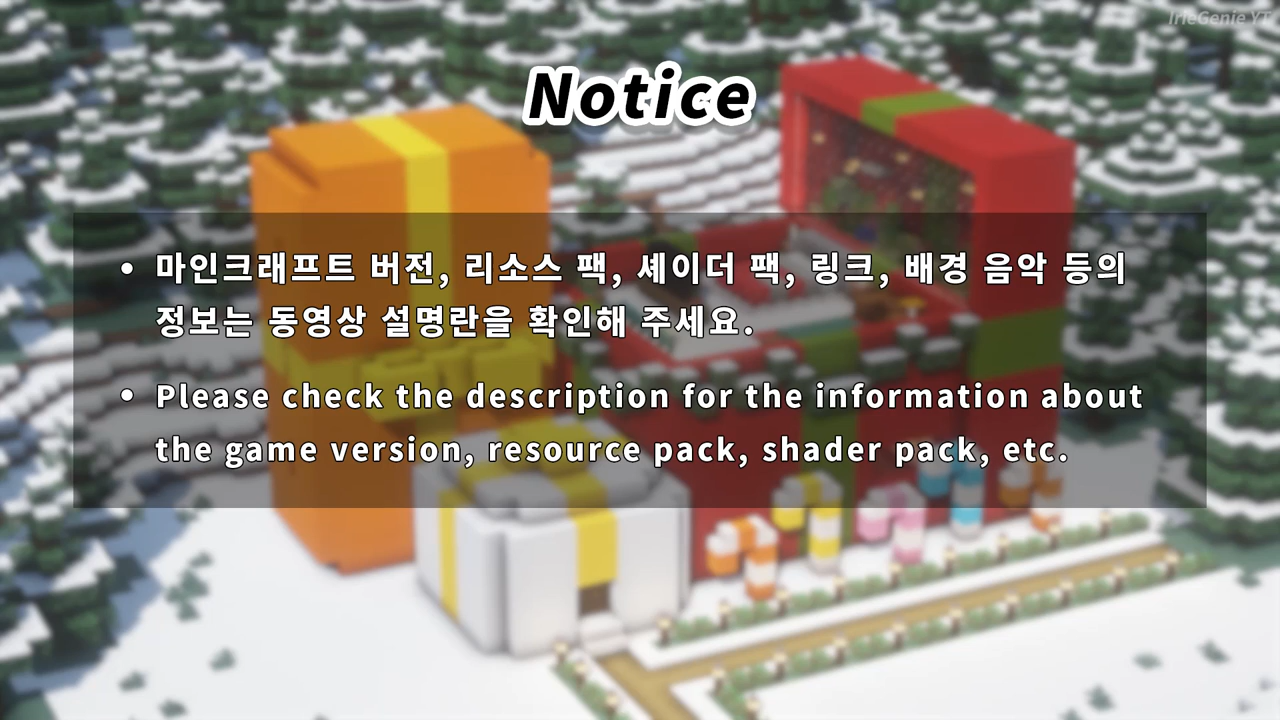 IrieGenie YT
Notice
• 마인크래프트 버전, 리소스 팩, 셰이더 팩, 링크, 배경 음악 등의
정보는 동영상 설명란을 확인해 주세요.
• Please check the description for the information about
the game version, resource pack, shader pack, etc.